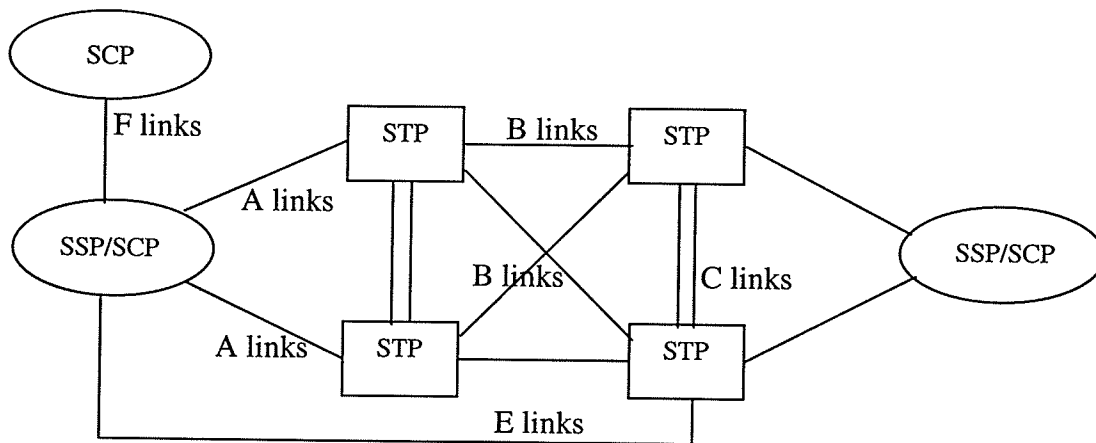 SCP
F links
STP
B links
STP
A links
SSP/SCP
B links
C links
SSP/SCP
A links
STP
STP
E links